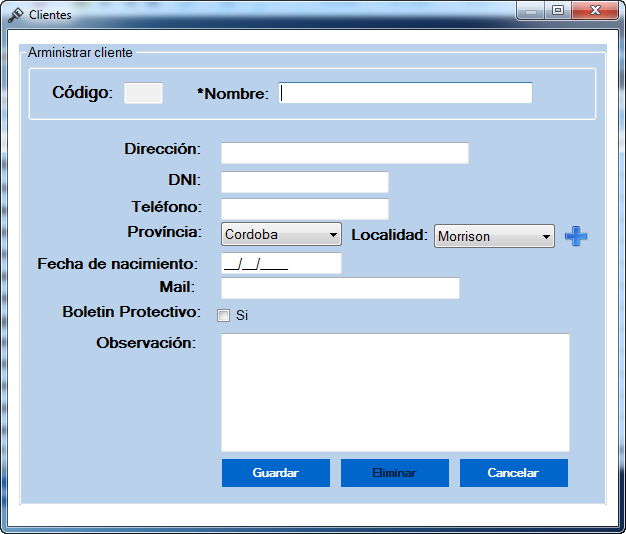 Clientes
Arministrar cliente
Código: *Nombre:
Dirección:
DNI:
Teléfono:
Província: Cordoba Localidad: Morrison
Fecha de nacimiento: __/__/____
Mail:
Boletin Protectivo: Si
Observación:
Guardar Eliminar Cancelar